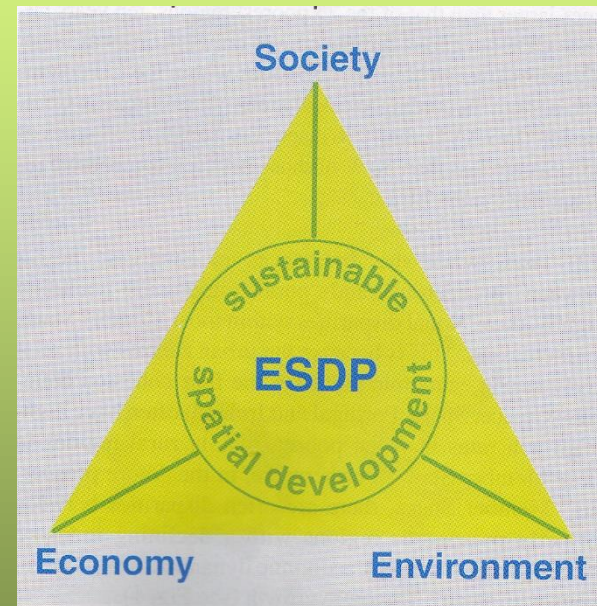 Society
sustainable
ESDP
spatial development
Economy
Environment